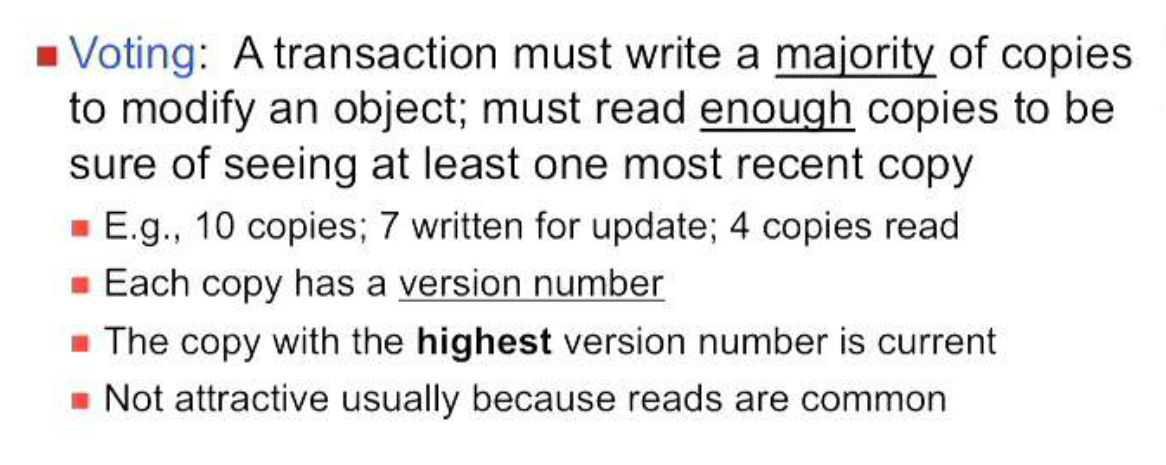 Voting: A transaction must write a majority of copies
to modify an object; must read enough copies to be
sure of seeing at least one most recent copy
E.g., 10 copies; 7 written for update; 4 copies read
Each copy has a version number
The copy with the highest version number is current
Not attractive usually because reads are common